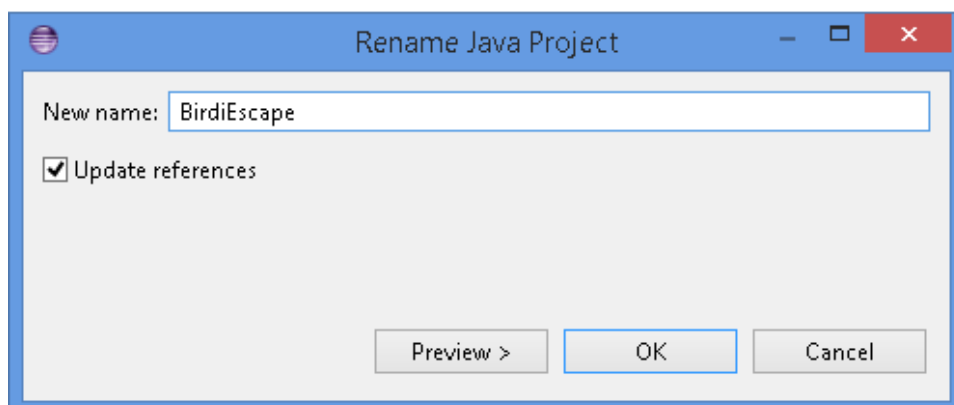 Rename Java Project
New name: BirdiEscape
Update references
Preview > OK Cancel